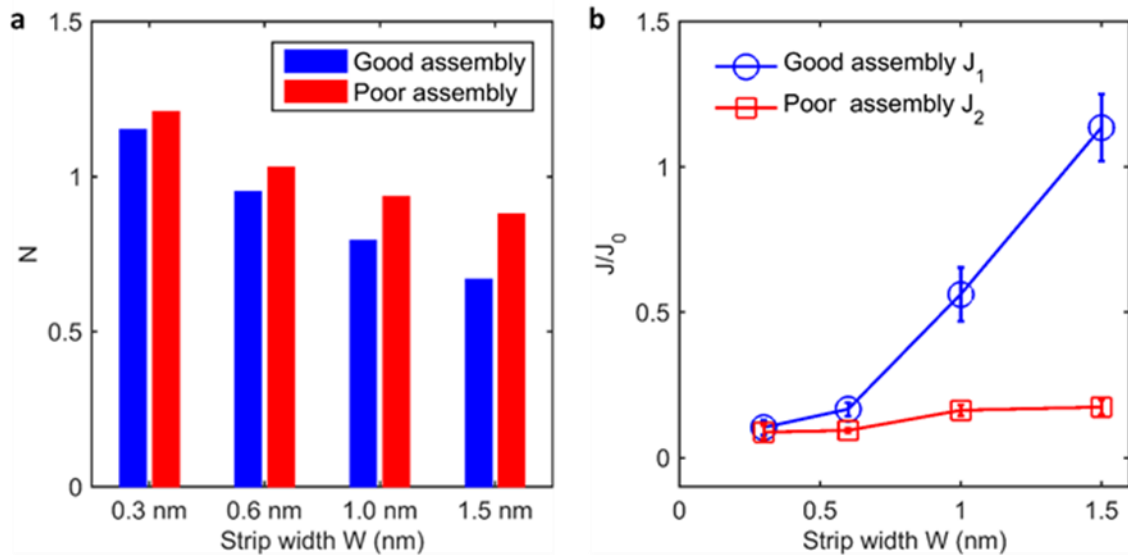 a
1.5
1
0.5
0
N
Good assembly
Poor assembly
0.3 nm 0.6 nm 1.0 nm 1.5 nm
Strip width W (nm)
b
1.5
1
0.5
0
J/J₀
Good assembly J₁
Poor assembly J₂
0 0.5 1 1.5
Strip width W (nm)